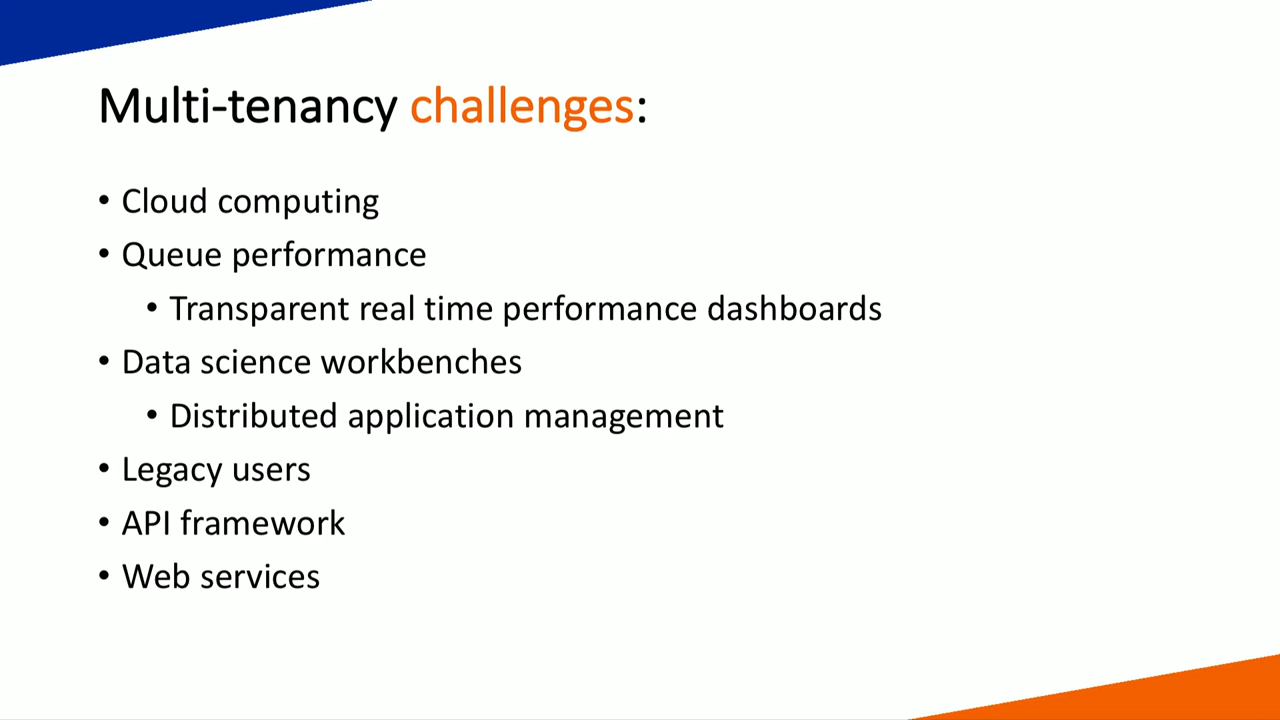 Multi-tenancy challenges:
• Cloud computing
• Queue performance
• Transparent real time performance dashboards
• Data science workbenches
• Distributed application management
• Legacy users
• API framework
• Web services